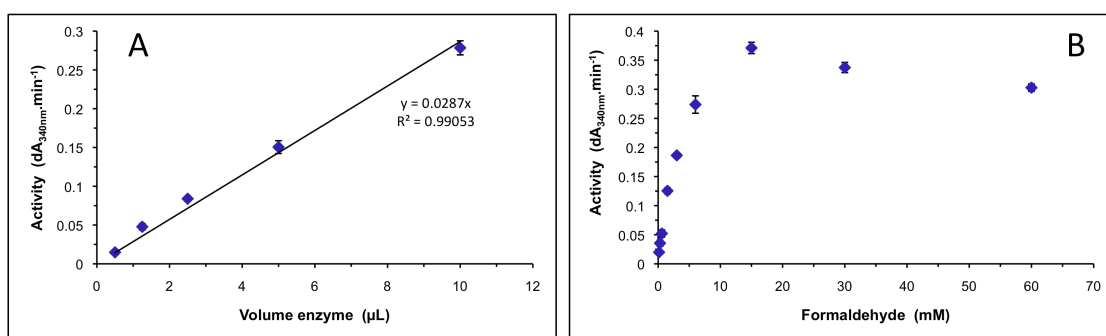 A
0.3
0.25
0.2
0.15
0.1
0.05
0
Activity (dA340nm.min-1)
y = 0.0287x
R² = 0.99053
0 2 4 6 8 10 12
Volume enzyme (µL)
B
0.4
0.35
0.3
0.25
0.2
0.15
0.1
0.05
0
Activity (dA340nm.min-1)
0 10 20 30 40 50 60 70
Formaldehyde (mM)